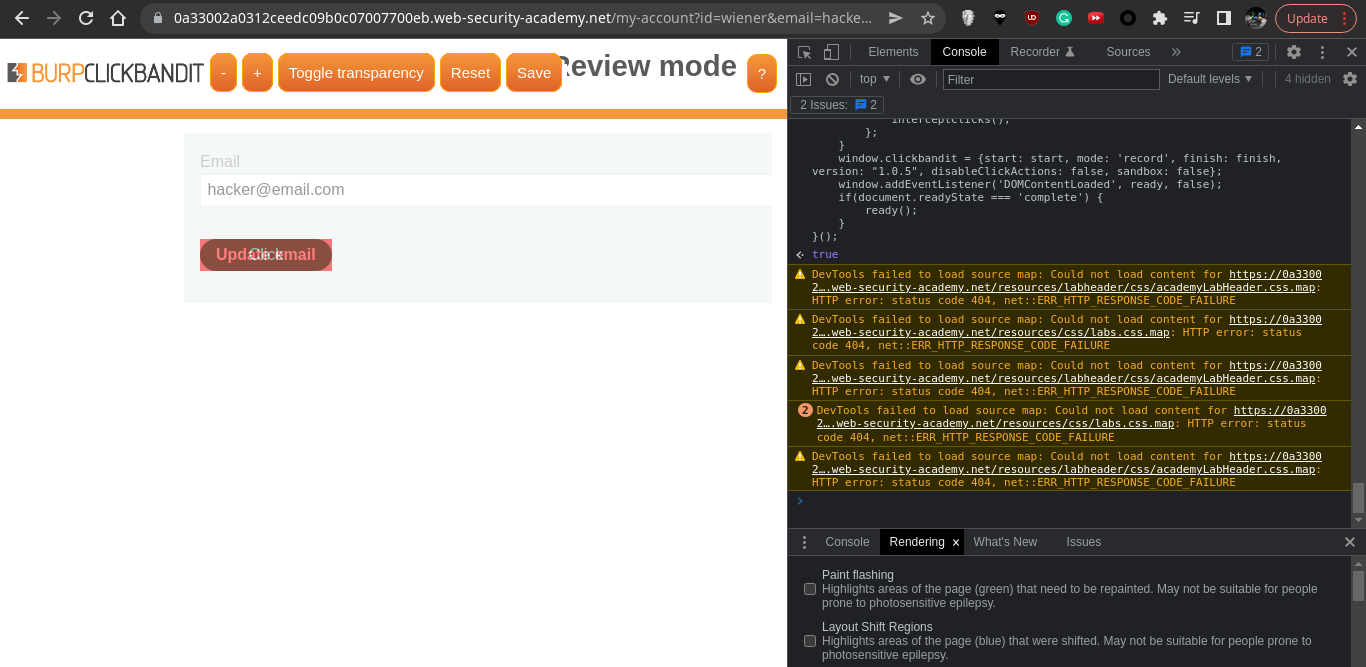 0a33002a0312ceedc09b0c07007700eb.web-security-academy.net/my-account?id=wiener&email=hacke...
Update
BURPCLICKBANDIT
-
+
Toggle transparency
Reset
Save
Review mode
?
Email
hacker@email.com
Update email
Click
Elements
Console
Recorder
Sources
2
top
Filter
Default levels
4 hidden
2 Issues:
2
interceptClicks();
};
}
window.clickbandit = {start: start, mode: 'record', finish: finish,
version: "1.0.5", disableClickActions: false, sandbox: false};
window.addEventListener('DOMContentLoaded', ready, false);
if(document.readyState === 'complete') {
ready();
}
}();
true
DevTools failed to load source map: Could not load content for https://0a3300
2….web-security-academy.net/resources/labheader/css/academyLabHeader.css.map:
HTTP error: status code 404, net::ERR_HTTP_RESPONSE_CODE_FAILURE
DevTools failed to load source map: Could not load content for https://0a3300
2….web-security-academy.net/resources/css/labs.css.map: HTTP error: status
code 404, net::ERR_HTTP_RESPONSE_CODE_FAILURE
DevTools failed to load source map: Could not load content for https://0a3300
2….web-security-academy.net/resources/labheader/css/academyLabHeader.css.map:
HTTP error: status code 404, net::ERR_HTTP_RESPONSE_CODE_FAILURE
2
DevTools failed to load source map: Could not load content for https://0a3300
2….web-security-academy.net/resources/css/labs.css.map: HTTP error: status
code 404, net::ERR_HTTP_RESPONSE_CODE_FAILURE
DevTools failed to load source map: Could not load content for https://0a3300
2….web-security-academy.net/resources/labheader/css/academyLabHeader.css.map:
HTTP error: status code 404, net::ERR_HTTP_RESPONSE_CODE_FAILURE
Console
Rendering
What's New
Issues
Paint flashing
Highlights areas of the page (green) that need to be repainted. May not be suitable for people
prone to photosensitive epilepsy.
Layout Shift Regions
Highlights areas of the page (blue) that were shifted. May not be suitable for people prone to
photosensitive epilepsy.